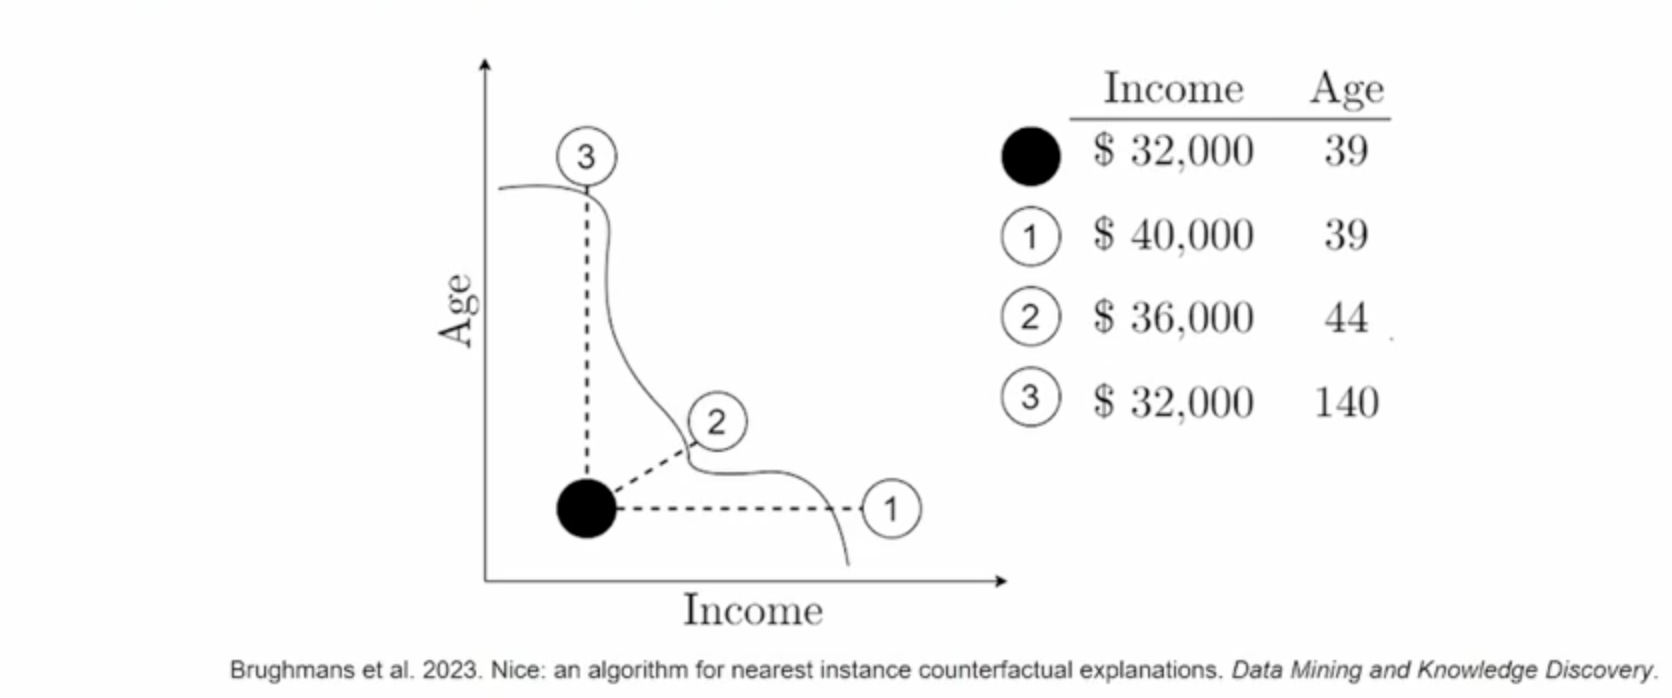 Income Age
$ 32,000 39
1 $ 40,000 39
2 $ 36,000 44
3 $ 32,000 140
3
2
1
Age
Income
Brughmans et al. 2023. Nice: an algorithm for nearest instance counterfactual explanations. Data Mining and Knowledge Discovery.